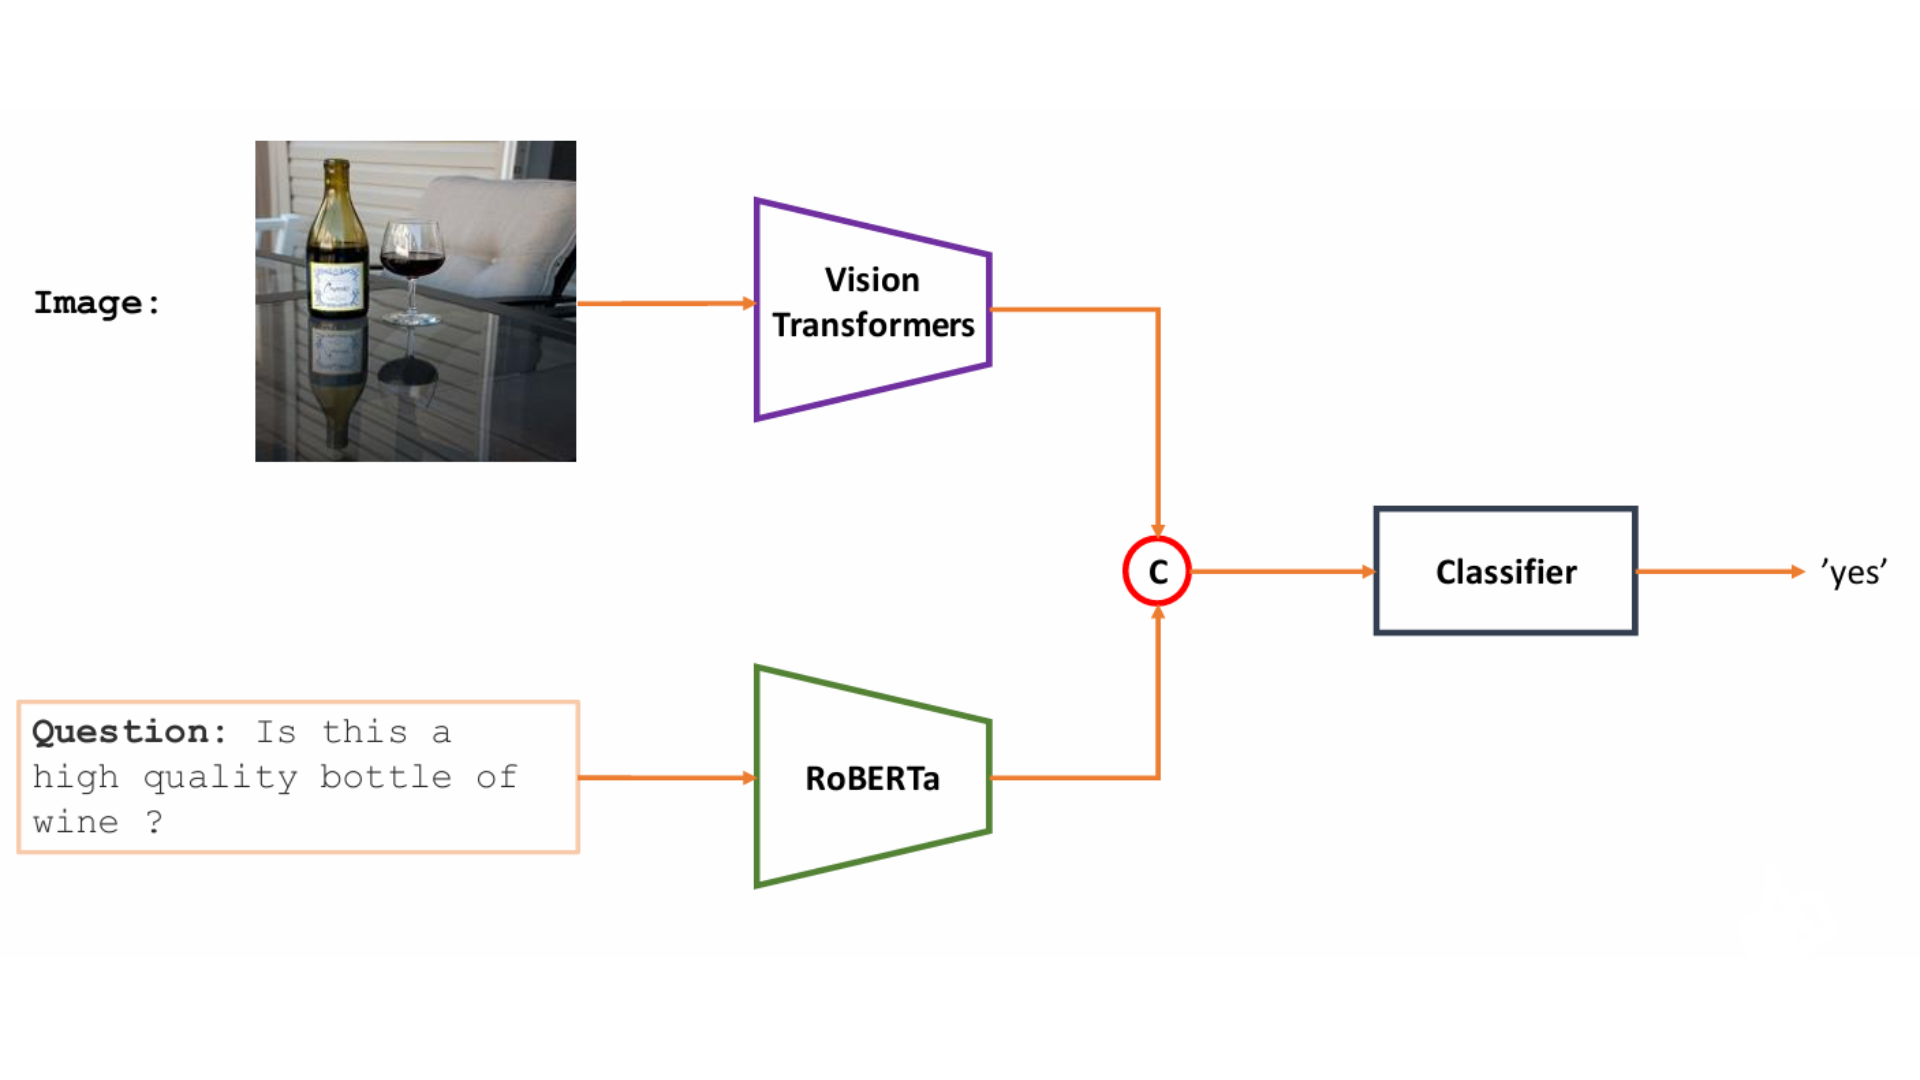 Image:
Vision
Transformers
C
Classifier
’yes’
Question: Is this a
high quality bottle of
wine ?
RoBERTa